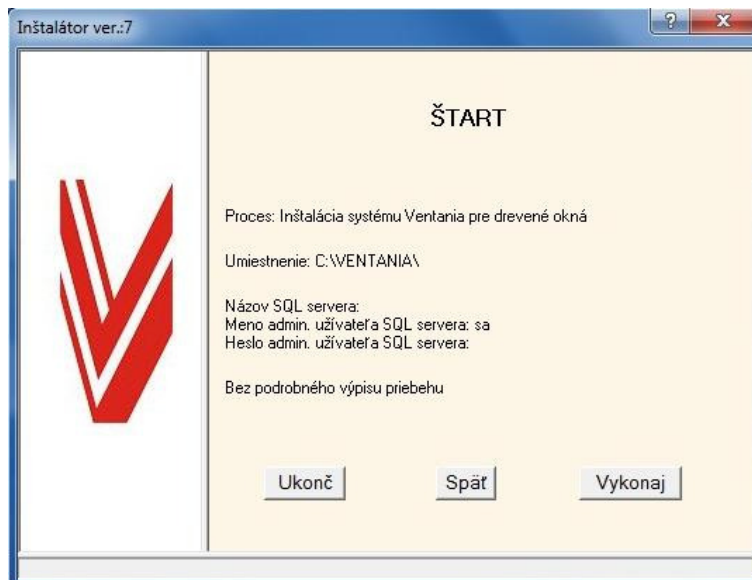 Inštalátor ver.:7
ŠTART
Proces: Inštalácia systému Ventania pre drevené okná
Umiestnenie: C:\VENTANIA\
Názov SQL servera:
Meno admin. užívateľa SQL servera: sa
Heslo admin. užívateľa SQL servera:
Bez podrobného výpisu priebehu
Ukonč
Späť
Vykonaj